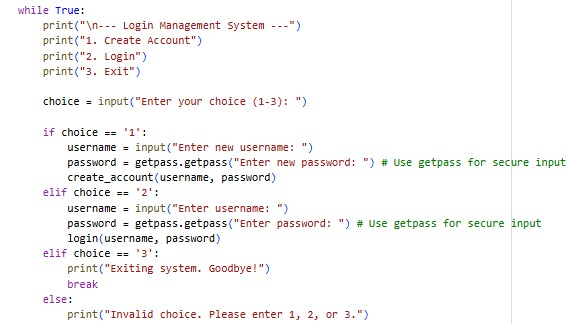 while True:
    print("\n--- Login Management System ---")
    print("1. Create Account")
    print("2. Login")
    print("3. Exit")

    choice = input("Enter your choice (1-3): ")

    if choice == '1':
        username = input("Enter new username: ")
        password = getpass.getpass("Enter new password: ") # Use getpass for secure input
        create_account(username, password)
    elif choice == '2':
        username = input("Enter username: ")
        password = getpass.getpass("Enter password: ") # Use getpass for secure input
        login(username, password)
    elif choice == '3':
        print("Exiting system. Goodbye!")
        break
    else:
        print("Invalid choice. Please enter 1, 2, or 3.")